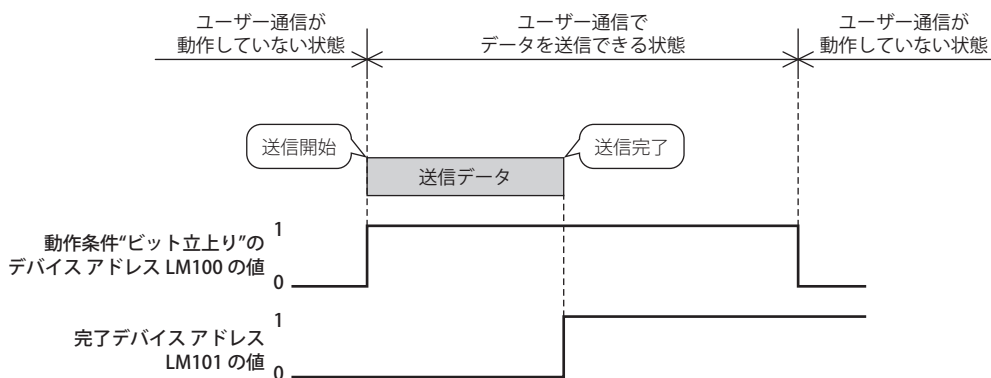 ユーザー通信が
動作していない状態
ユーザー通信で
データを送信できる状態
ユーザー通信が
動作していない状態
送信開始
送信完了
送信データ
動作条件“ビット立上り”の
デバイス アドレス LM100 の値
1
0
完了デバイス アドレス
LM101 の値
1
0